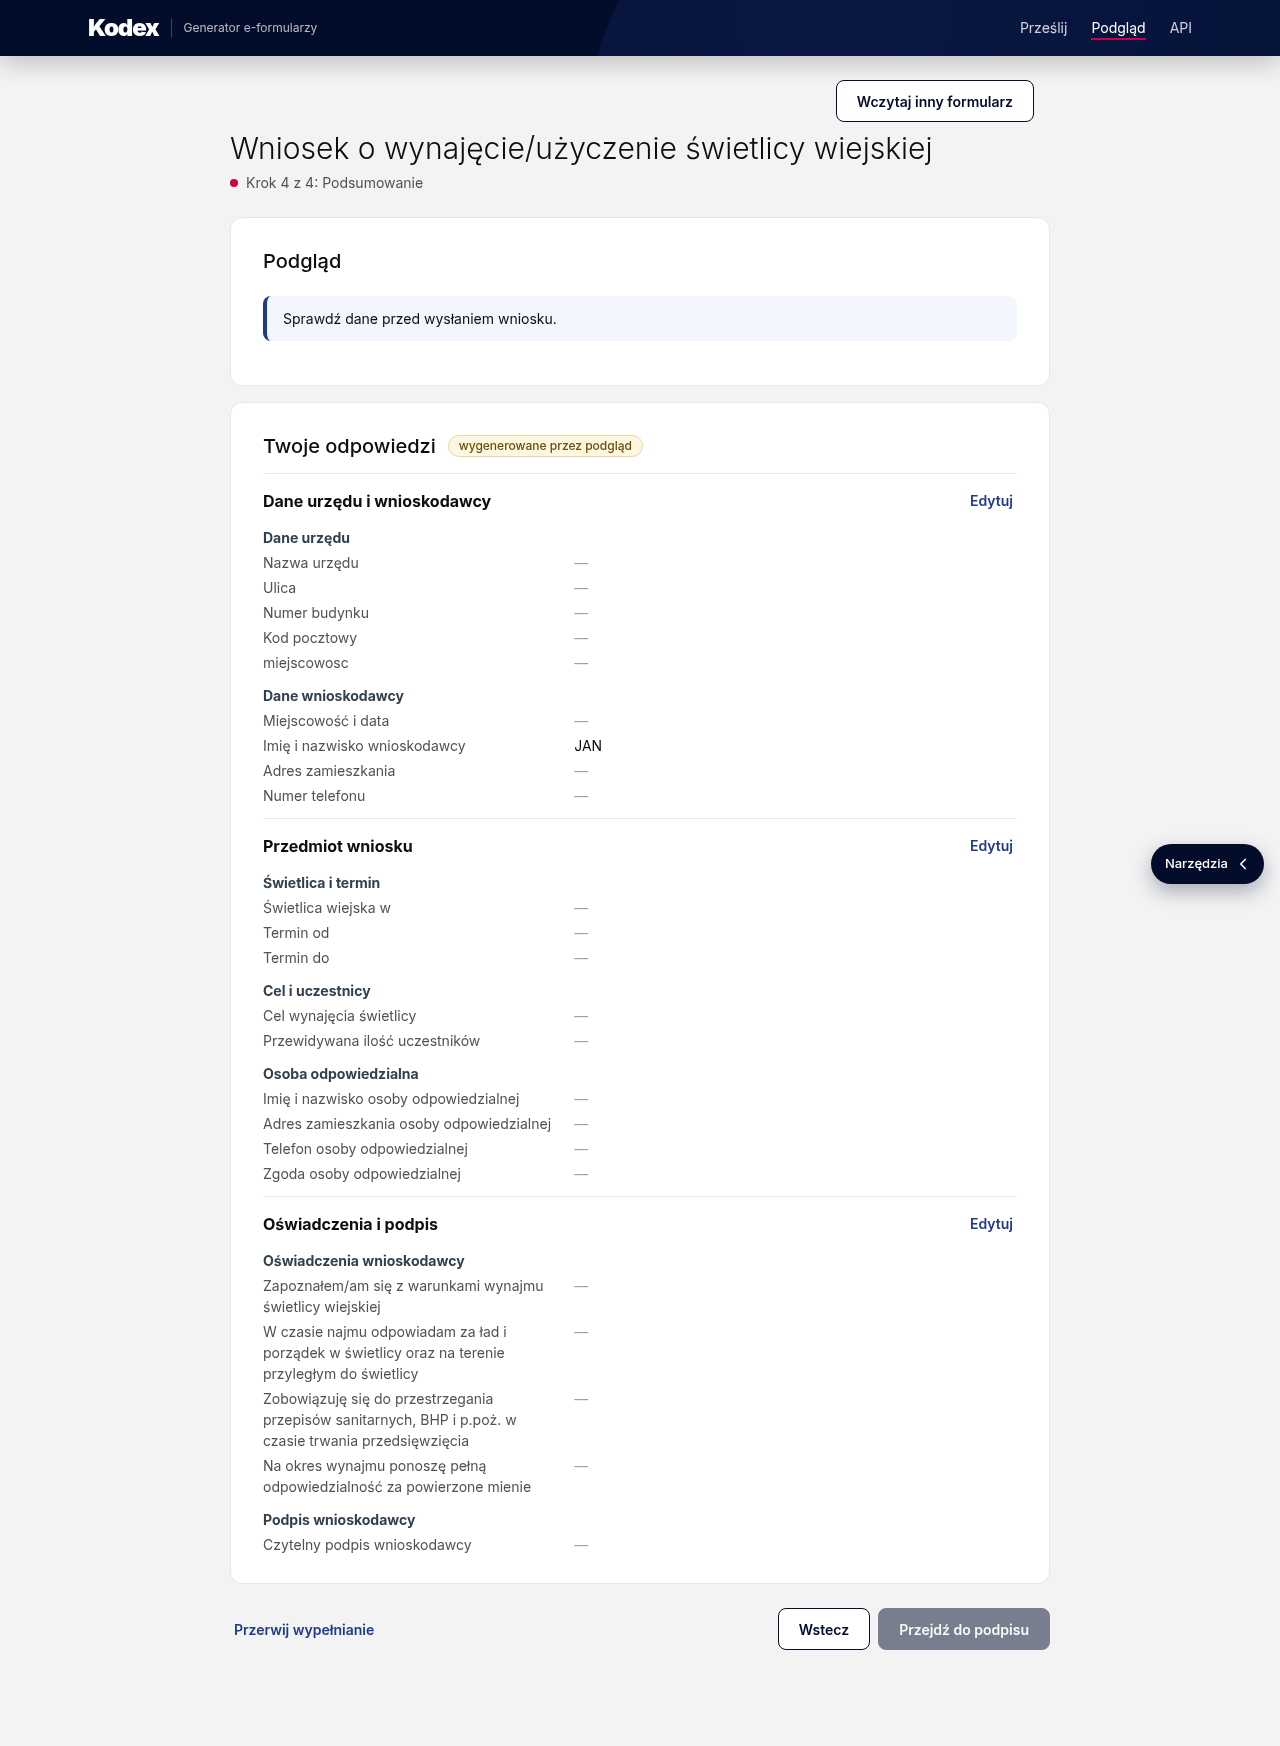 Kodex
Generator e-formularzy
Prześlij
Podgląd
API
Wczytaj inny formularz
Wniosek o wynajęcie/użyczenie świetlicy wiejskiej
Krok 4 z 4: Podsumowanie
Podgląd
Sprawdź dane przed wysłaniem wniosku.
Twoje odpowiedzi
wygenerowane przez podgląd
Dane urzędu i wnioskodawcy
Edytuj
Dane urzędu
Nazwa urzędu —
Ulica —
Numer budynku —
Kod pocztowy —
miejscowosc —
Dane wnioskodawcy
Miejscowość i data —
Imię i nazwisko wnioskodawcy JAN
Adres zamieszkania —
Numer telefonu —
Przedmiot wniosku
Edytuj
Narzędzia
Świetlica i termin
Świetlica wiejska w —
Termin od —
Termin do —
Cel i uczestnicy
Cel wynajęcia świetlicy —
Przewidywana ilość uczestników —
Osoba odpowiedzialna
Imię i nazwisko osoby odpowiedzialnej —
Adres zamieszkania osoby odpowiedzialnej —
Telefon osoby odpowiedzialnej —
Zgoda osoby odpowiedzialnej —
Oświadczenia i podpis
Edytuj
Oświadczenia wnioskodawcy
Zapoznałem/am się z warunkami wynajmu —
świetlicy wiejskiej
W czasie najmu odpowiadam za ład i —
porządek w świetlicy oraz na terenie
przyległym do świetlicy
Zobowiązuję się do przestrzegania —
przepisów sanitarnych, BHP i p.poż. w
czasie trwania przedsięwzięcia
Na okres wynajmu ponoszę pełną —
odpowiedzialność za powierzone mienie
Podpis wnioskodawcy
Czytelny podpis wnioskodawcy —
Przerwij wypełnianie
Wstecz
Przejdź do podpisu